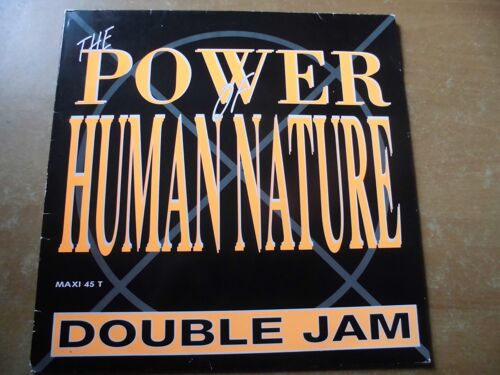 THE
POWER
OF
HUMAN NATURE
MAXI 45 T
DOUBLE JAM